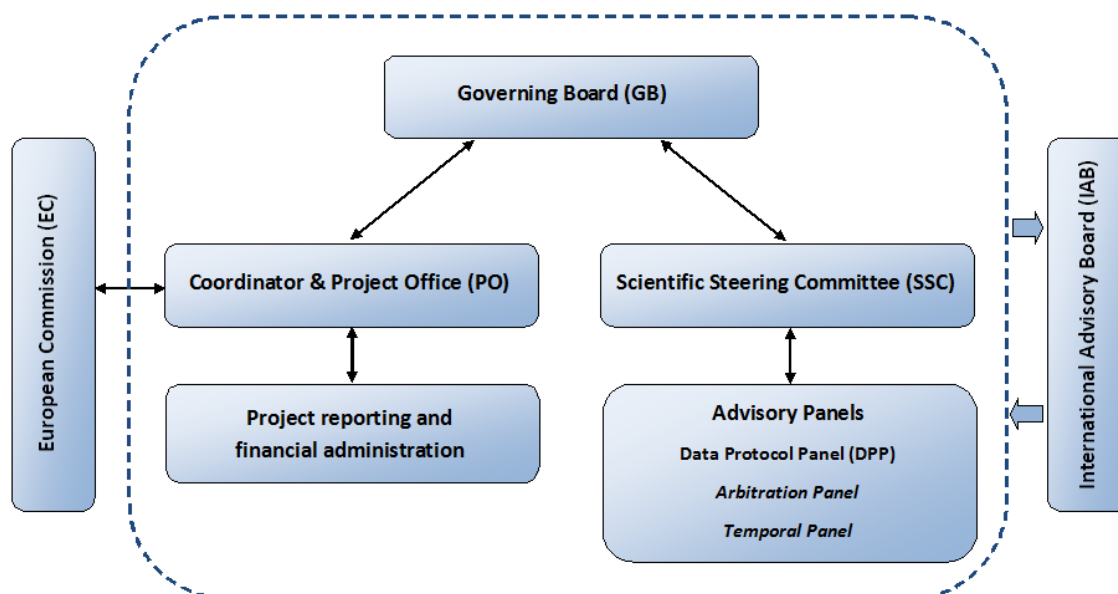 Governing Board (GB)
European Commission (EC)
Coordinator & Project Office (PO)
Scientific Steering Committee (SSC)
International Advisory Board (IAB)
Project reporting and
financial administration
Advisory Panels
Data Protocol Panel (DPP)
Arbitration Panel
Temporal Panel